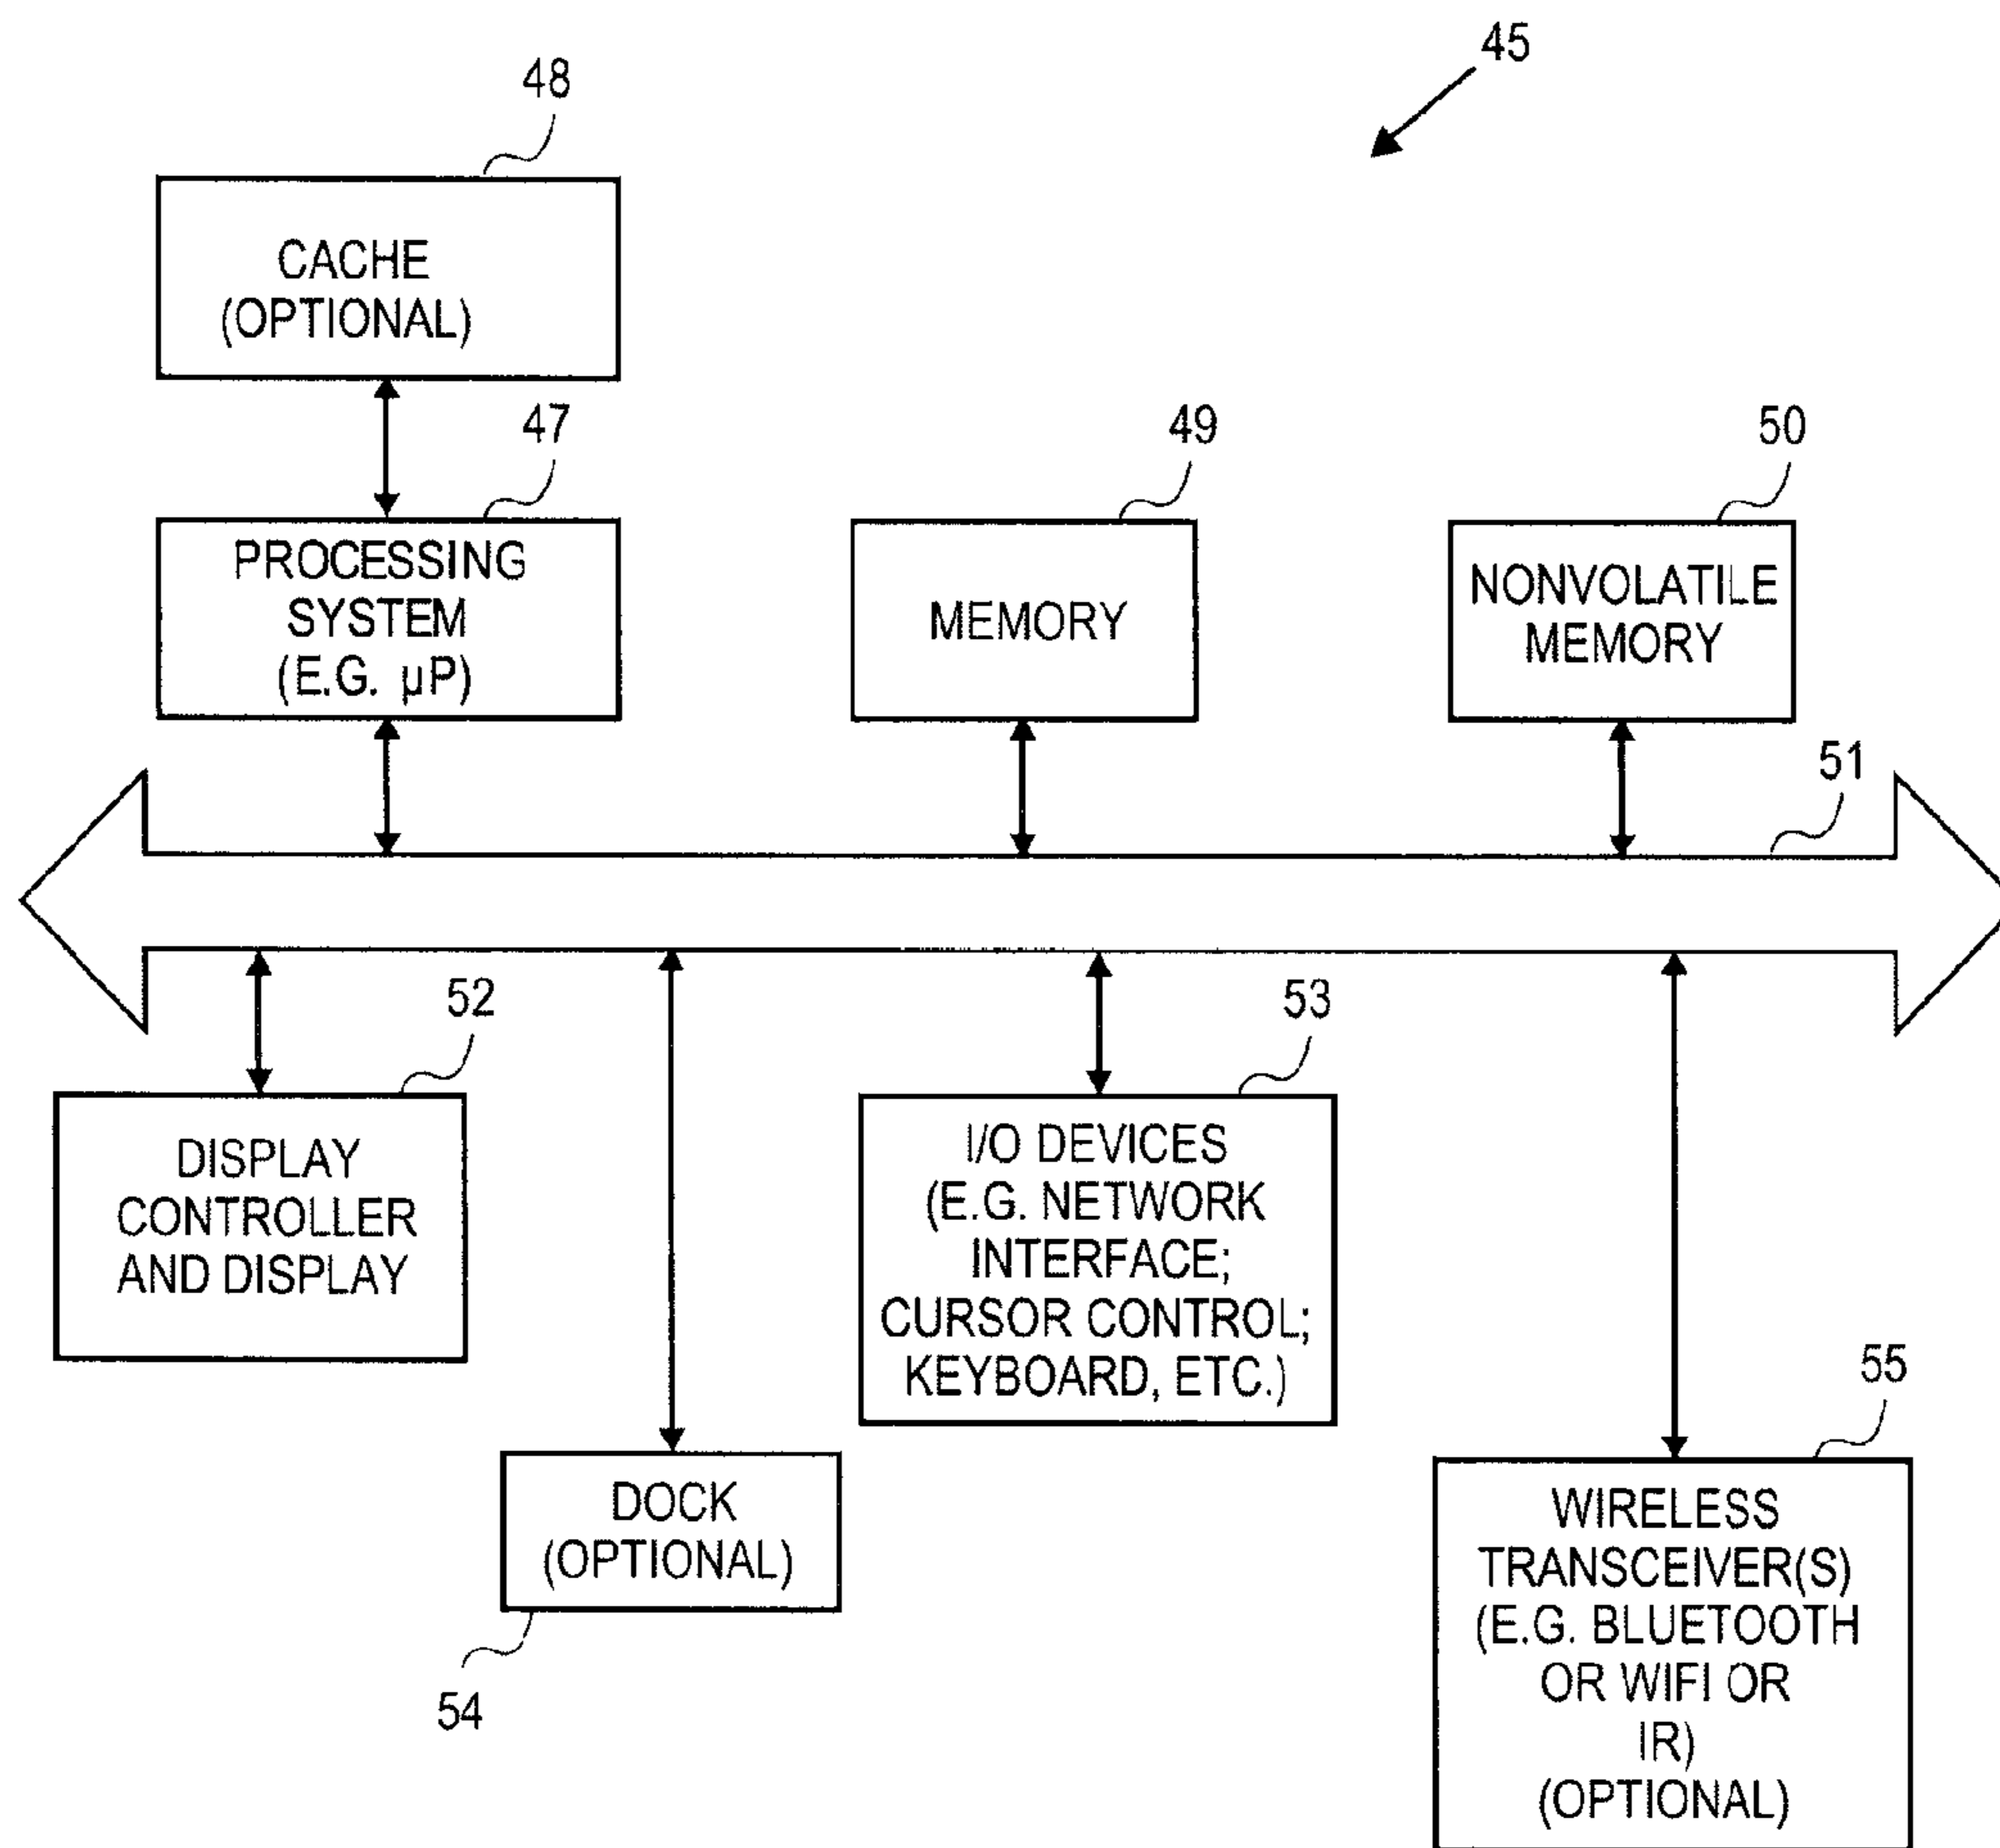 45
48
CACHE
(OPTIONAL)
47
PROCESSING
SYSTEM
(E.G. μP)
49
MEMORY
50
NONVOLATILE
MEMORY
51
52
DISPLAY
CONTROLLER
AND DISPLAY
53
I/O DEVICES
(E.G. NETWORK
INTERFACE;
CURSOR CONTROL;
KEYBOARD, ETC.)
DOCK
(OPTIONAL)
54
55
WIRELESS
TRANSCEIVER(S)
(E.G. BLUETOOTH
OR WIFI OR
IR)
(OPTIONAL)